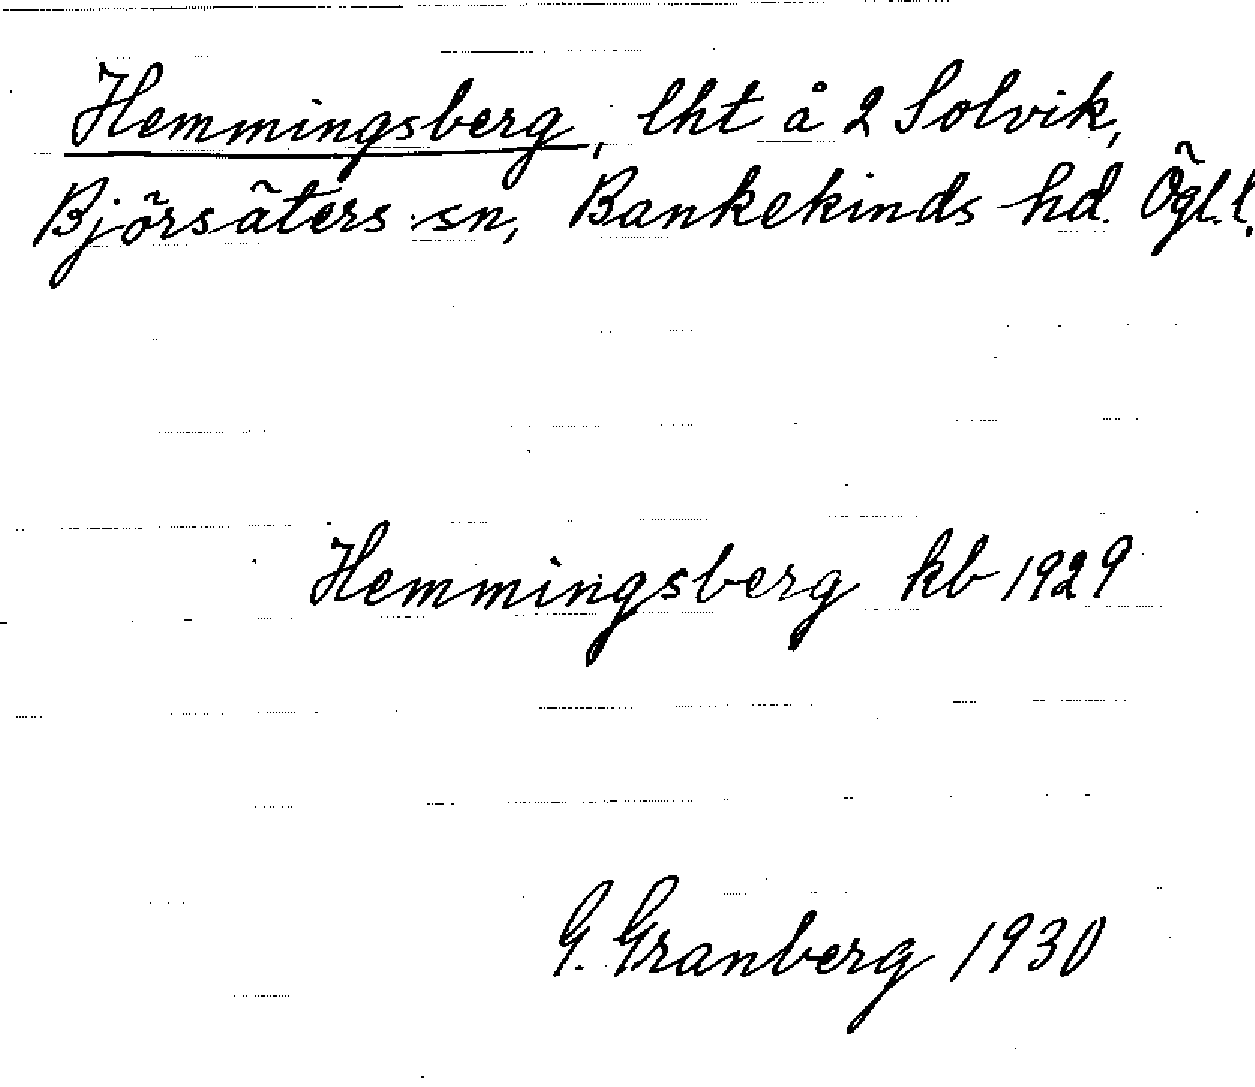 Hemmingsberg, lht å 2 Solvik,
Björsäters sn, Bankekinds hd. Ögl.l.
Hemmingsberg kb 1929
G. Granberg 1930